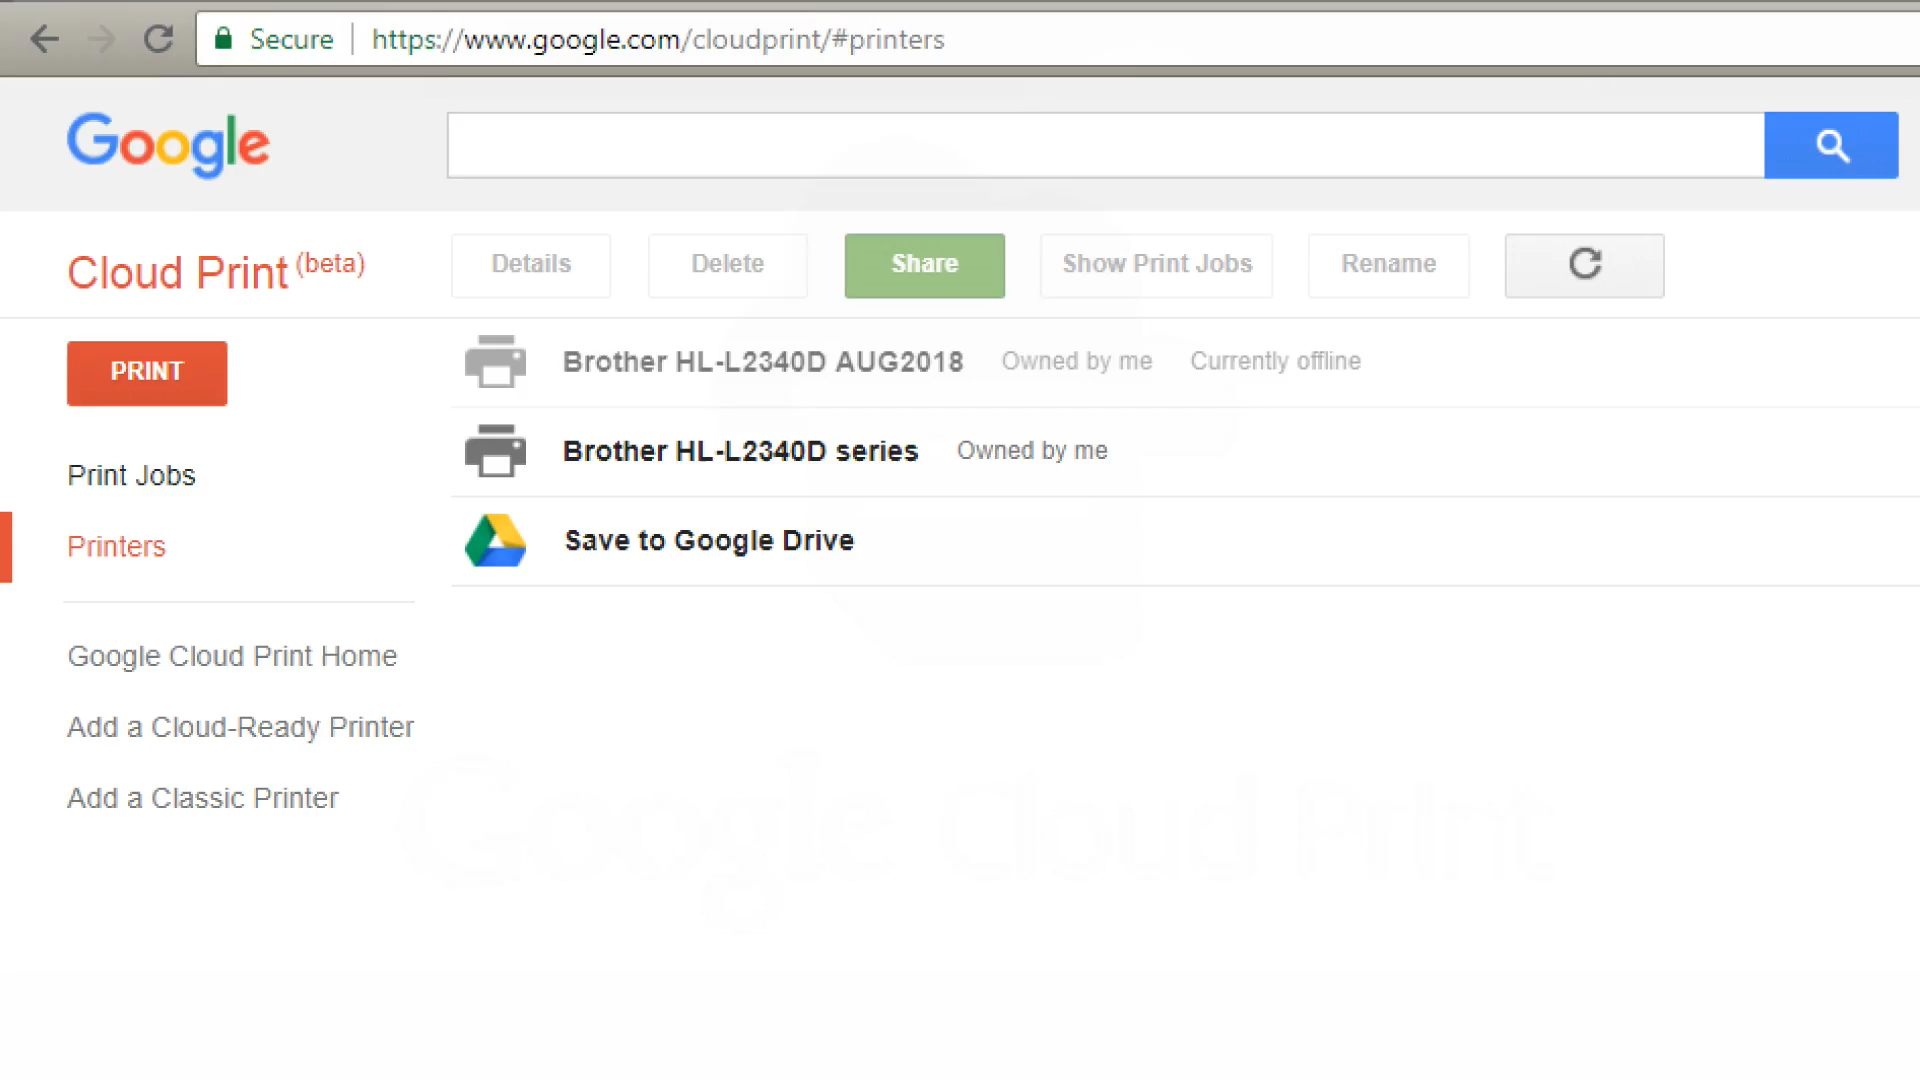 Secure https://www.google.com/cloudprint/#printers
Google
Cloud Print (beta) Details Delete Share Show Print Jobs Rename
PRINT
Brother HL-L2340D AUG2018 Owned by me Currently offline
Brother HL-L2340D series Owned by me
Print Jobs
Save to Google Drive
Printers
Google Cloud Print Home
Add a Cloud-Ready Printer
Add a Classic Printer
Google Cloud Print